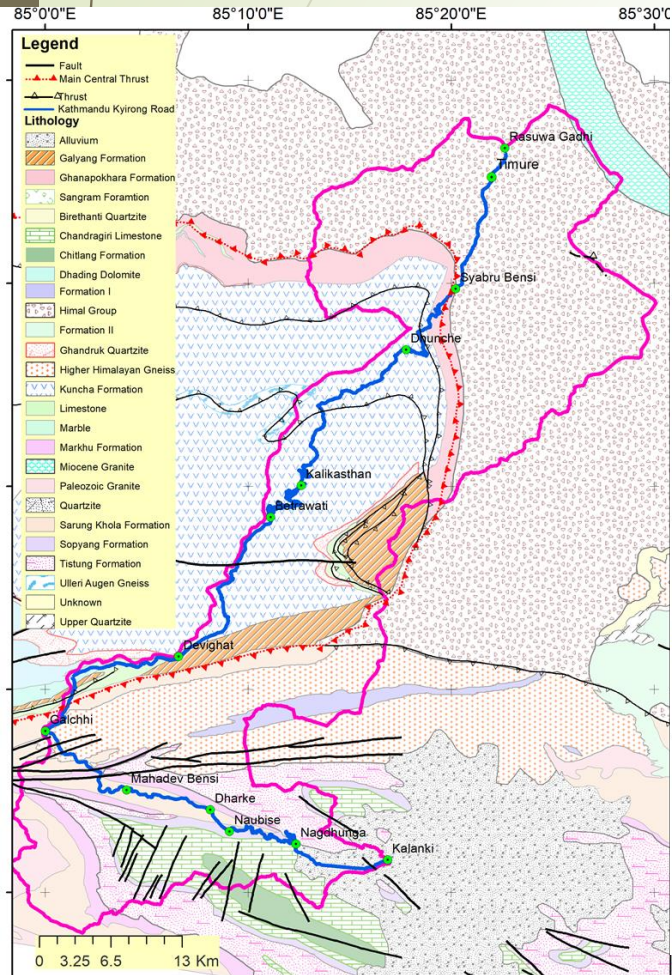 85°0'0"E 85°10'0"E 85°20'0"E 85°30'0
Legend
Fault
Main Central Thrust
Thrust
Kathmandu Kyirong Road
Lithology
Alluvium
Galyang Formation
Ghanapokhara Formation
Sangram Foramtion
Birethanti Quartzite
Chandragiri Limestone
Chitlang Formation
Dhading Dolomite
Formation I
Himal Group
Formation II
Ghandruk Quartzite
Higher Himalayan Gneiss
Kuncha Formation
Limestone
Marble
Markhu Formation
Miocene Granite
Paleozoic Granite
Quartzite
Sarung Khola Formation
Sopyang Formation
Tistung Formation
Ulleri Augen Gneiss
Unknown
Upper Quartzite
Rasuwa Gadhi
Timure
Syabru Bensi
Dhunche
Kalikasthan
Betrawati
Devighat
Galchhi
Mahadev Bensi
Dharke
Naubise
Nagdhunga
Kalanki
0 3.25 6.5 13 Km